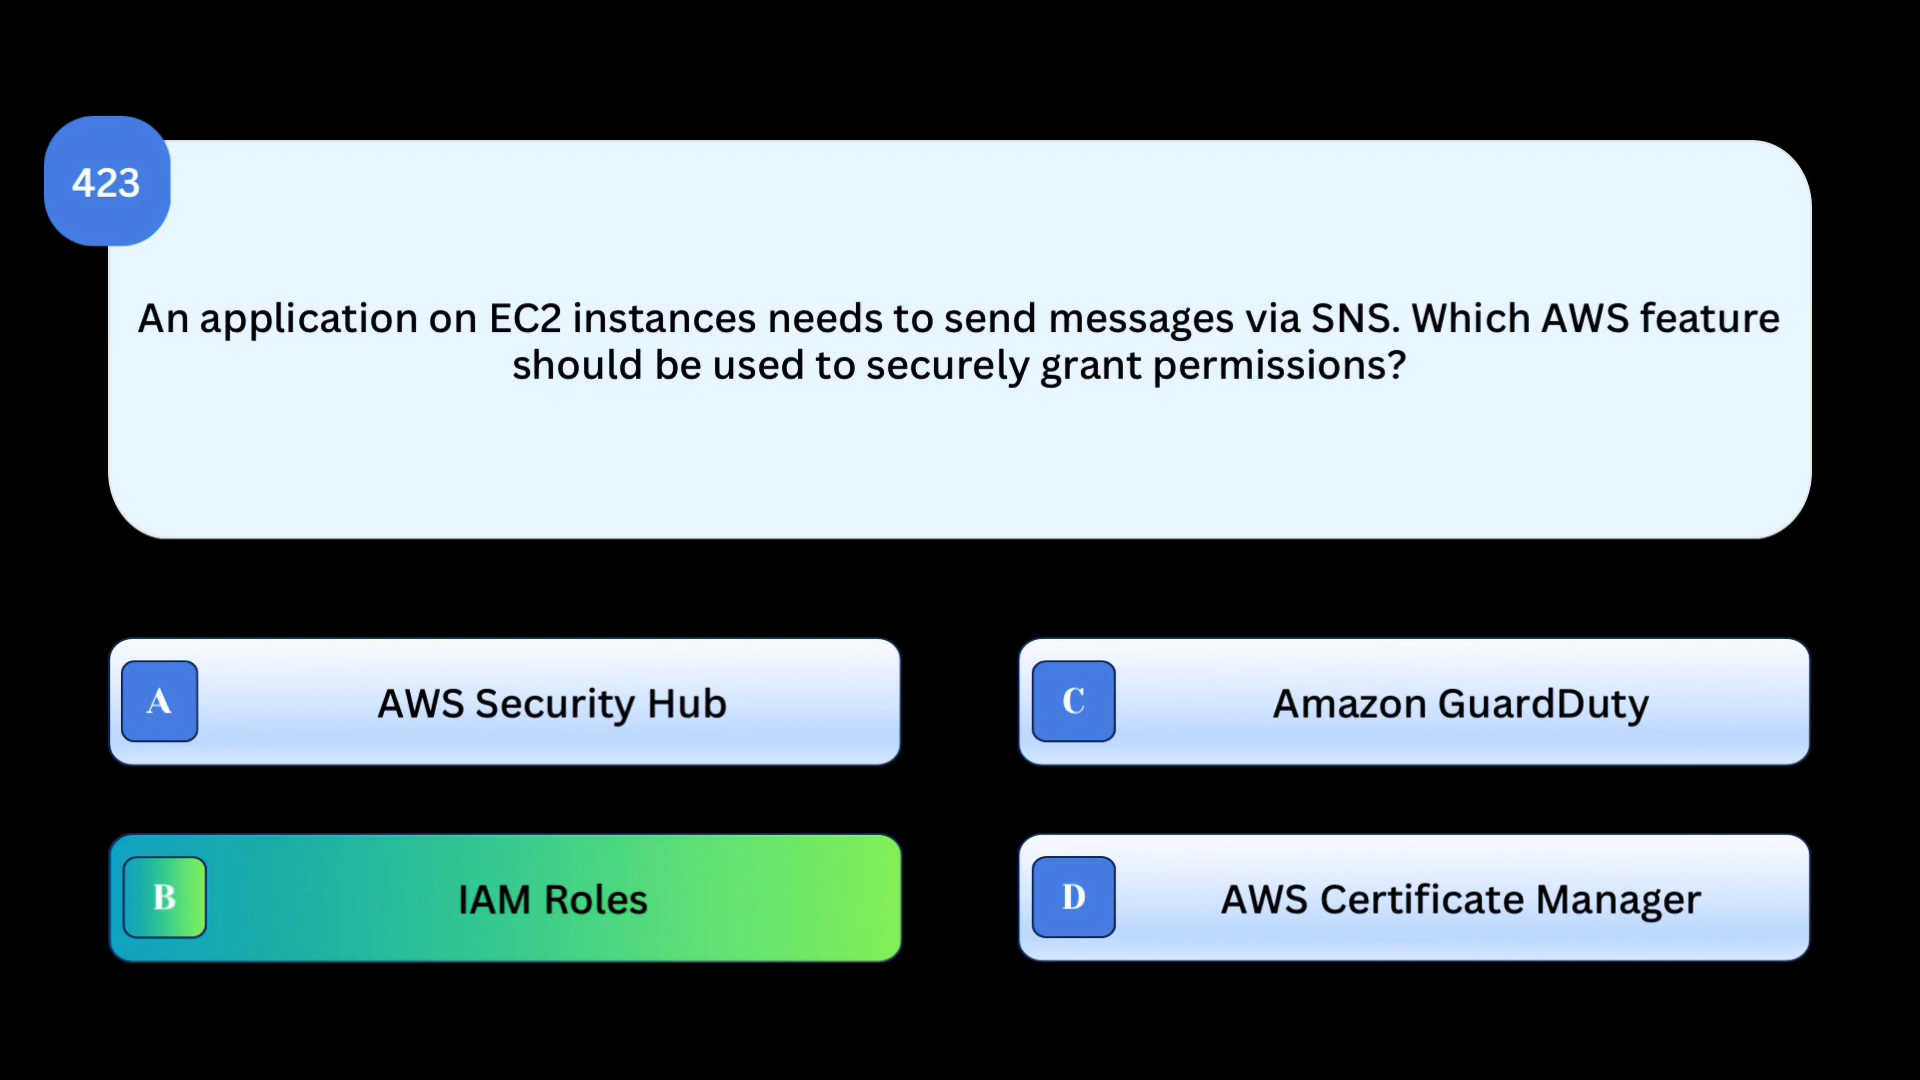 423
An application on EC2 instances needs to send messages via SNS. Which AWS feature
should be used to securely grant permissions?
A
AWS Security Hub
B
IAM Roles
C
Amazon GuardDuty
D
AWS Certificate Manager